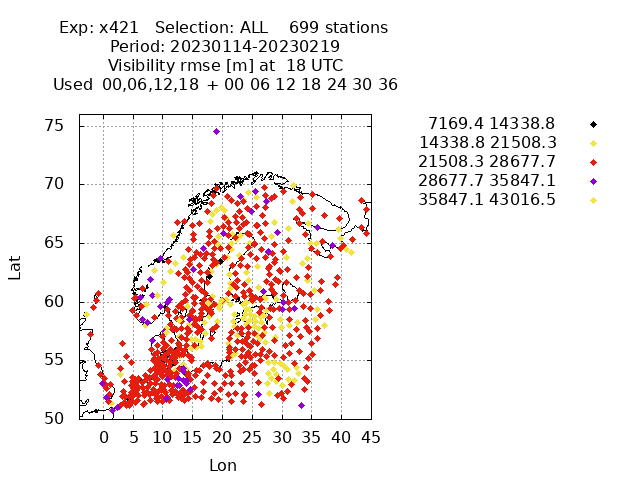 Exp: x421 Selection: ALL 699 stations
Period: 20230114-20230219
Visibility rmse [m] at 18 UTC
Used 00,06,12,18 + 00 06 12 18 24 30 36
7169.4 14338.8
14338.8 21508.3
21508.3 28677.7
28677.7 35847.1
35847.1 43016.5
75
70
65
60
55
50
Lat
0 5 10 15 20 25 30 35 40 45
Lon